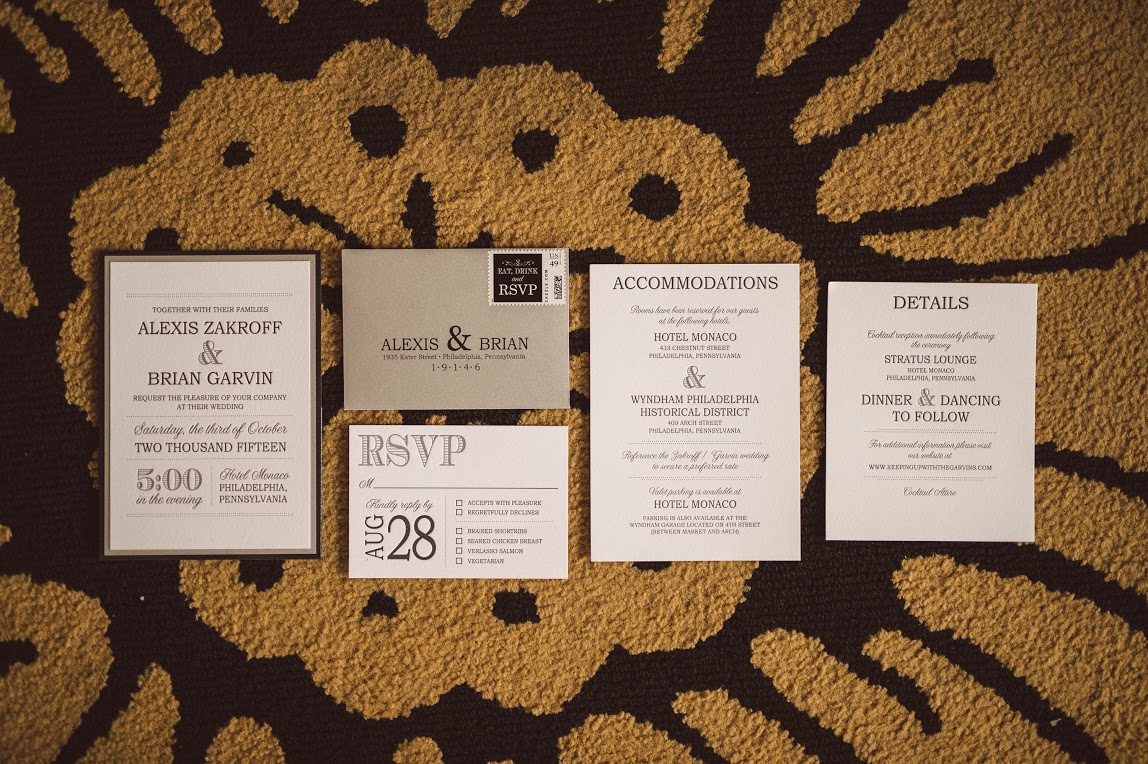 TOGETHER WITH THEIR FAMILIES
ALEXIS ZAKROFF
&
BRIAN GARVIN
REQUEST THE PLEASURE OF YOUR COMPANY
AT THEIR WEDDING
Saturday, the third of October
TWO THOUSAND FIFTEEN
5:00
in the evening
Hotel Monaco
PHILADELPHIA,
PENNSYLVANIA
EAT, DRINK
and
RSVP
U.S.
49
ZAZZLE.COM
ALEXIS & BRIAN
1935 Kater Street • Philadelphia, Pennsylvania
1·9·1·4·6
RSVP
M
Kindly reply by
AUG
28
ACCEPTS WITH PLEASURE
REGRETFULLY DECLINES
BRAISED SHORTRIBS
SEARED CHICKEN BREAST
VERLASSO SALMON
VEGETARIAN
ACCOMMODATIONS
Rooms have been reserved for our guests
at the following hotels:
HOTEL MONACO
433 CHESTNUT STREET
PHILADELPHIA, PENNSYLVANIA
&
WYNDHAM PHILADELPHIA
HISTORICAL DISTRICT
400 ARCH STREET
PHILADELPHIA, PENNSYLVANIA
Reference the Zakroff / Garvin wedding
to secure a preferred rate
Valet parking is available at
HOTEL MONACO
PARKING IS ALSO AVAILABLE AT THE
WYNDHAM GARAGE LOCATED ON 4TH STREET
(BETWEEN MARKET AND ARCH)
DETAILS
Cocktail reception immediately following
the ceremony
STRATUS LOUNGE
HOTEL MONACO
PHILADELPHIA, PENNSYLVANIA
DINNER & DANCING
TO FOLLOW
For additional information please visit
our website at
WWW.KEEPINGUPWITHTHEGARVINS.COM
Cocktail Attire